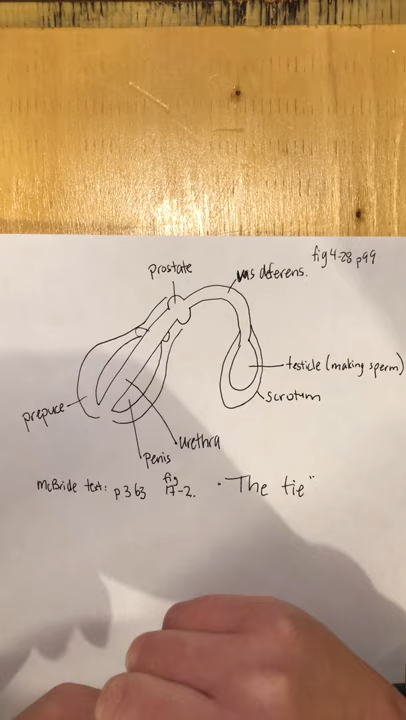 fig 4-28 p99
prostate
vas deferens.
testicle (making sperm)
scrotum
prepuce
urethra
penis
McBride text: p363 fig 17-2.
• "The tie"